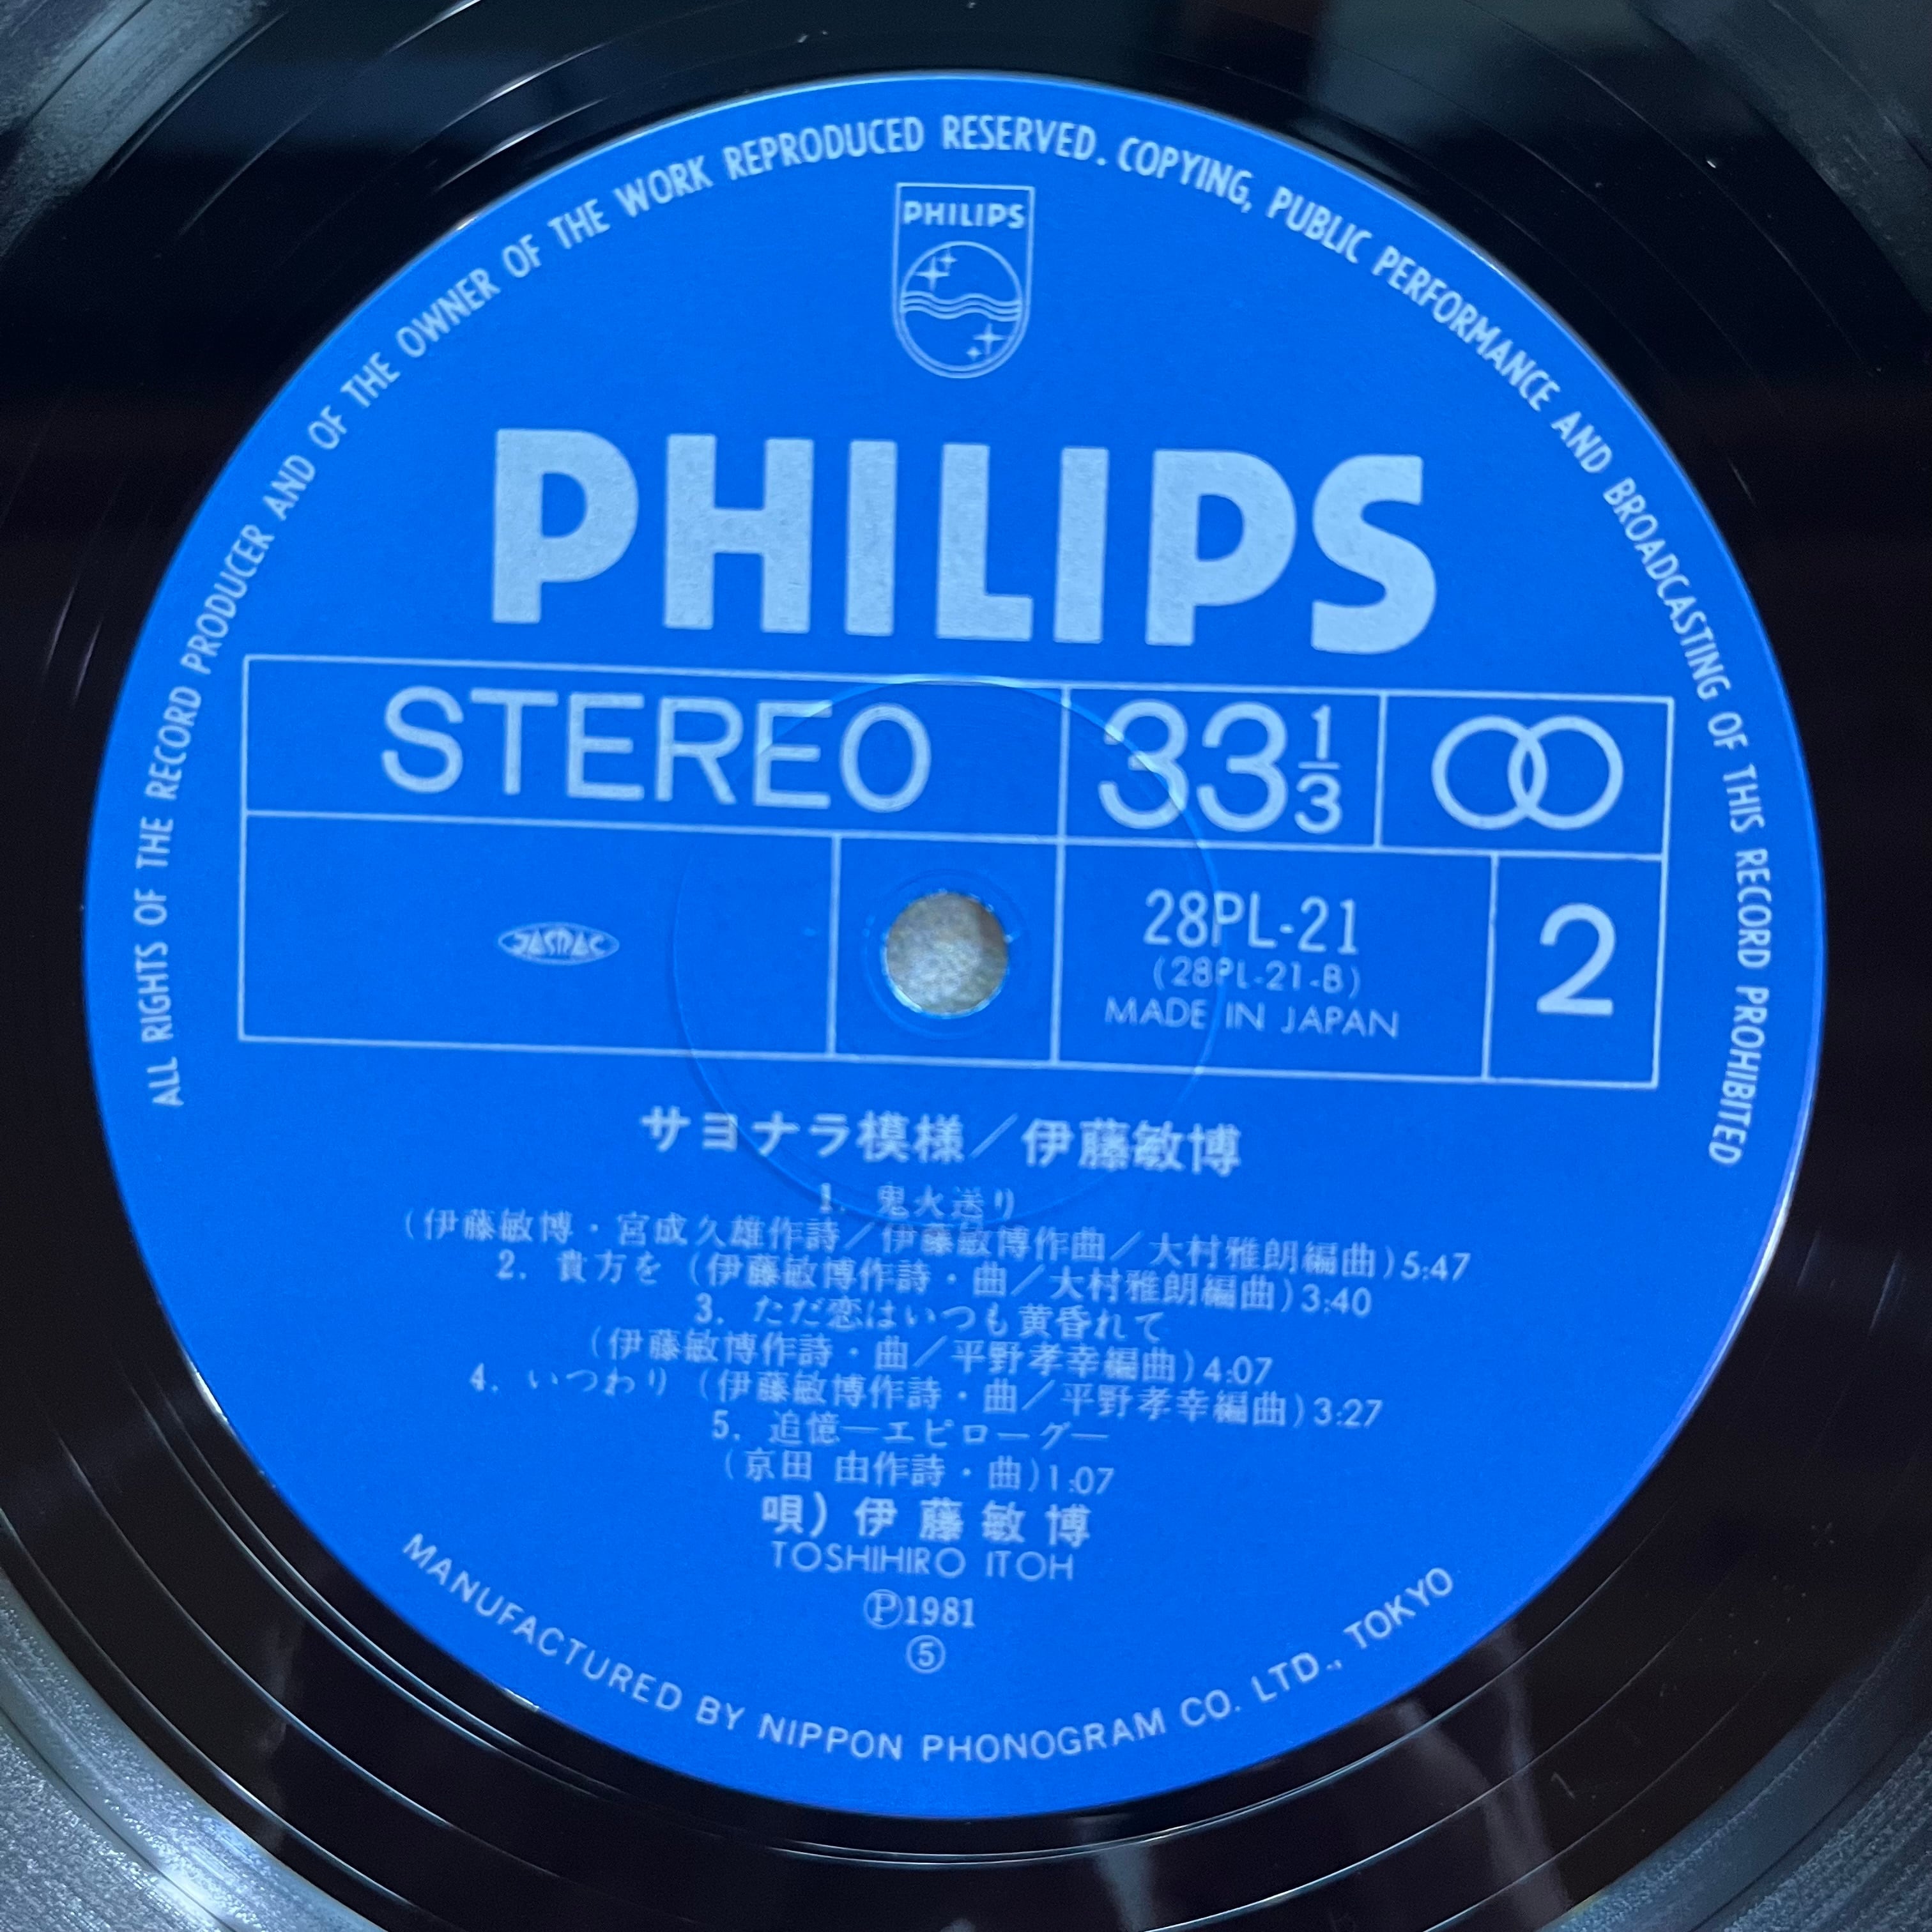 ALL RIGHTS OF THE RECORD PRODUCER AND OF THE OWNER OF THE WORK REPRODUCED RESERVED. COPYING, PUBLIC PERFORMANCE AND BROADCASTING OF THIS RECORD PROHIBITED
PHILIPS
PHILIPS
STEREO 33 1/3
JASRAC
28PL-21
(28PL-21-B)
MADE IN JAPAN
2
サヨナラ模様／伊藤敏博
1. 鬼火送り
(伊藤敏博・宮成久雄作詩／伊藤敏博作曲／大村雅朗編曲)5:47
2. 貴方を (伊藤敏博作詩・曲／大村雅朗編曲)3:40
3. ただ恋はいつも黄昏れて
(伊藤敏博作詩・曲／平野孝幸編曲)4:07
4. いつわり (伊藤敏博作詩・曲／平野孝幸編曲)3:27
5. 追憶—エピローグ—
(京田 由作詩・曲)1:07
唄) 伊藤敏博
TOSHIHIRO ITOH
Ⓟ1981
⑤
MANUFACTURED BY NIPPON PHONOGRAM CO. LTD., TOKYO